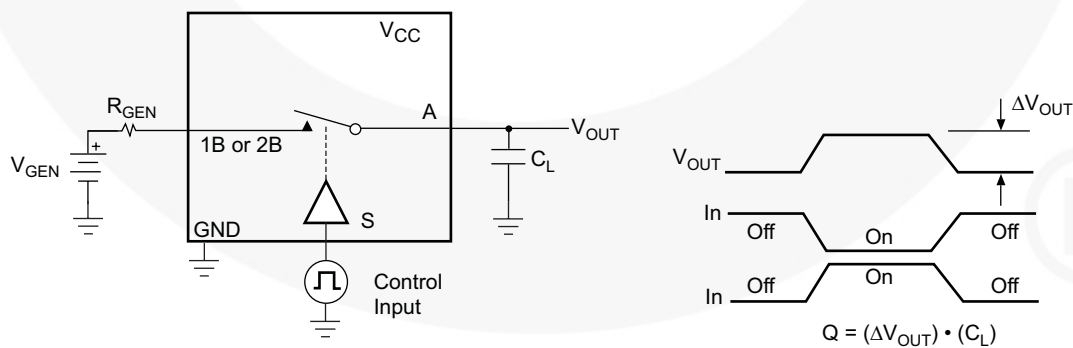 V_CC
R_GEN
A
1B or 2B
V_OUT
V_GEN
+
C_L
S
GND
Control
Input
ΔV_OUT
V_OUT
In
Off
On
Off
In
Off
On
Off
Q = (ΔV_OUT) • (C_L)